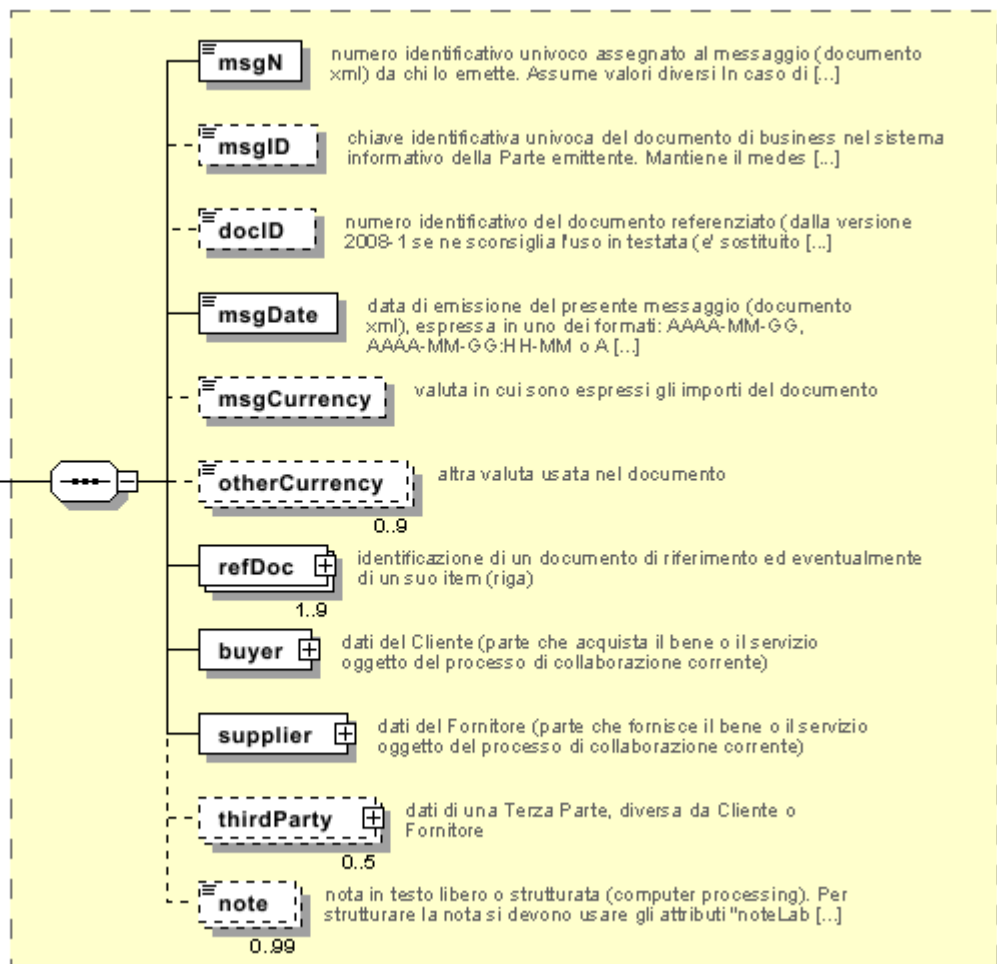 msgN
numero identificativo univoco assegnato al messaggio (documento
xml) da chi lo emette. Assume valori diversi In caso di [...]
msgID
chiave identificativa univoca del documento di business nel sistema
informativo della Parte emittente. Mantiene il medes [...]
docID
numero identificativo del documento referenziato (dalla versione
2008-1 se ne sconsiglia l'uso in testata (e' sostituito [...]
msgDate
data di emissione del presente messaggio (documento
xml), espressa in uno dei formati: AAAA-MM-GG,
AAAA-MM-GG:HH-MM o A [...]
msgCurrency
valuta in cui sono espressi gli importi del documento
otherCurrency
altra valuta usata nel documento
0..9
refDoc
identificazione di un documento di riferimento ed eventualmente
di un suo item (riga)
1..9
buyer
dati del Cliente (parte che acquista il bene o il servizio
oggetto del processo di collaborazione corrente)
supplier
dati del Fornitore (parte che fornisce il bene o il servizio
oggetto del processo di collaborazione corrente)
thirdParty
dati di una Terza Parte, diversa da Cliente o
Fornitore
0..5
note
nota in testo libero o strutturata (computer processing). Per
strutturare la nota si devono usare gli attributi "noteLab [...]
0..99